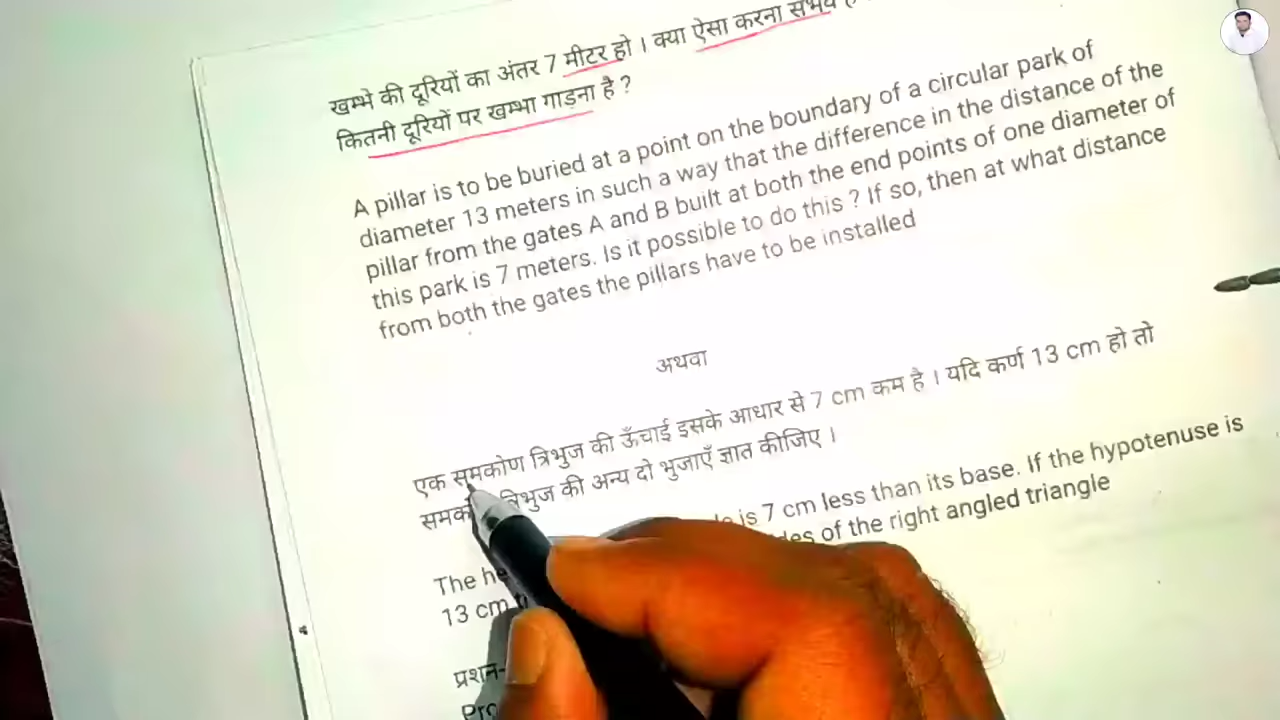 खम्भे की दूरियों का अंतर 7 मीटर हो । क्या ऐसा करना संभव
कितनी दूरियों पर खम्भा गाडना है ?
A pillar is to be buried at a point on the boundary of a circular park of
diameter 13 meters in such a way that the difference in the distance of the
pillar from the gates A and B built at both the end points of one diameter of
this park is 7 meters. Is it possible to do this ? If so, then at what distance
from both the gates the pillars have to be installed
अथवा
एक समकोण त्रिभुज की ऊँचाई इसके आधार से 7 cm कम है । यदि कर्ण 13 cm हो तो
त्रिभुज की अन्य दो भुजाएँ ज्ञात कीजिए ।
The is 7 cm less than its base. If the hypotenuse is
13 cm of the right angled triangle